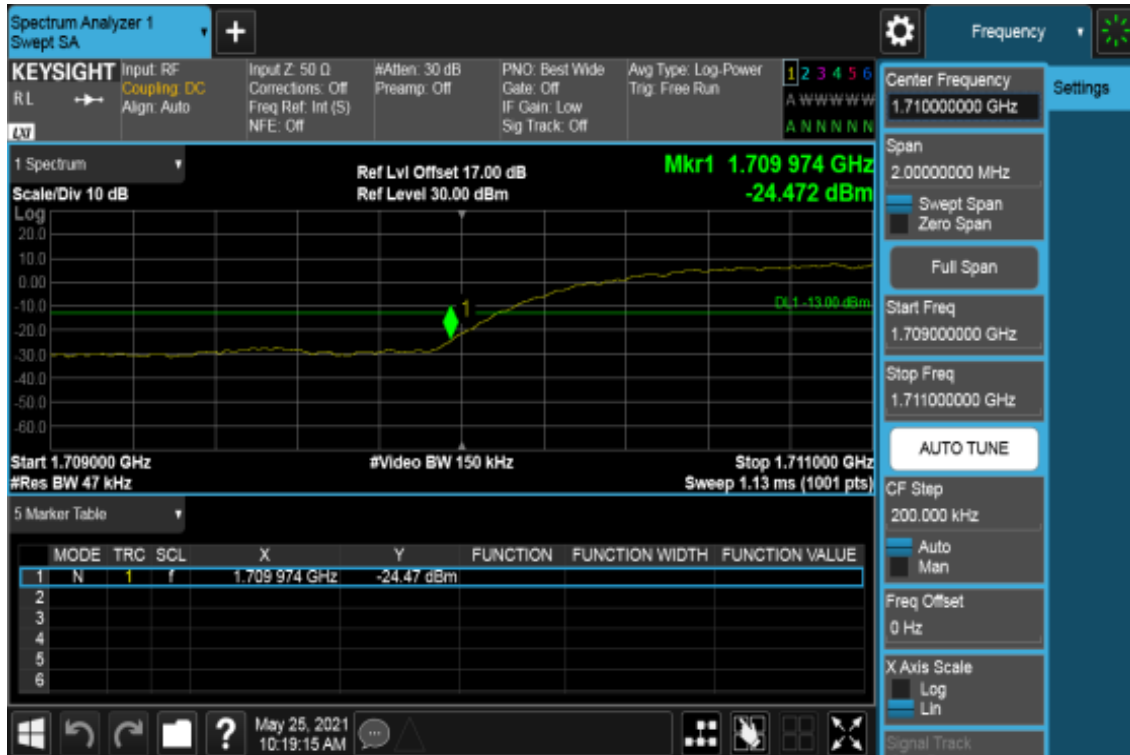 Spectrum Analyzer 1
Swept SA
+
Frequency
KEYSIGHT
RL
LXI
Input: RF
Coupling: DC
Align: Auto
Input Z: 50 Ω
Corrections: Off
Freq Ref: Int (S)
NFE: Off
#Atten: 30 dB
Preamp: Off
PNO: Best Wide
Gate: Off
IF Gain: Low
Sig Track: Off
Avg Type: Log-Power
Trig: Free Run
1 2 3 4 5 6
A W W W W W
A N N N N N
1 Spectrum
Scale/Div 10 dB
Ref Lvl Offset 17.00 dB
Ref Level 30.00 dBm
Mkr1 1.709 974 GHz
-24.472 dBm
Log
20.0
10.0
0.00
-10.0
-20.0
-30.0
-40.0
-50.0
-60.0
1
DL1 -13.00 dBm
Start 1.709000 GHz
#Video BW 150 kHz
Stop 1.711000 GHz
#Res BW 47 kHz
Sweep 1.13 ms (1001 pts)
5 Marker Table
MODE TRC SCL X Y FUNCTION FUNCTION WIDTH FUNCTION VALUE
1 N 1 f 1.709 974 GHz -24.47 dBm
2
3
4
5
6
?
May 25, 2021
10:19:15 AM
Center Frequency
1.710000000 GHz
Span
2.00000000 MHz
Swept Span
Zero Span
Full Span
Start Freq
1.709000000 GHz
Stop Freq
1.711000000 GHz
AUTO TUNE
CF Step
200.000 kHz
Auto
Man
Freq Offset
0 Hz
X Axis Scale
Log
Lin
Signal Track
Settings